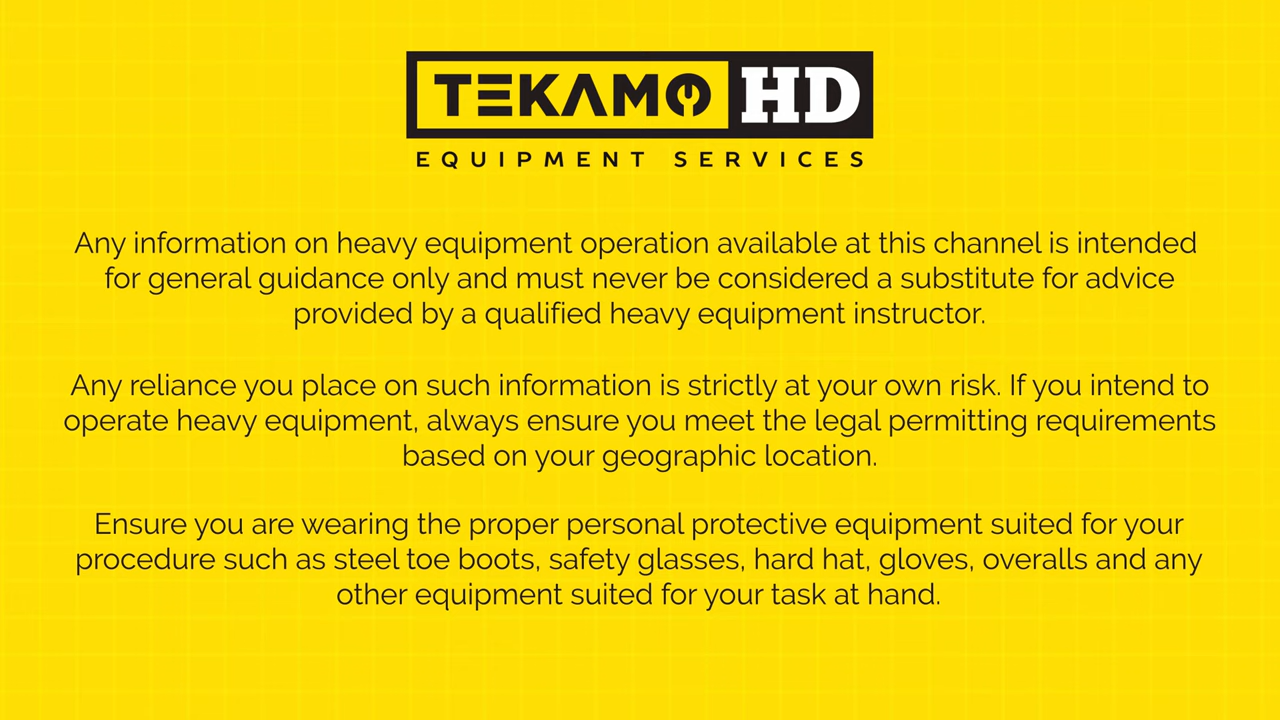 TEKAMO HD
EQUIPMENT SERVICES
Any information on heavy equipment operation available at this channel is intended
for general guidance only and must never be considered a substitute for advice
provided by a qualified heavy equipment instructor.
Any reliance you place on such information is strictly at your own risk. If you intend to
operate heavy equipment, always ensure you meet the legal permitting requirements
based on your geographic location.
Ensure you are wearing the proper personal protective equipment suited for your
procedure such as steel toe boots, safety glasses, hard hat, gloves, overalls and any
other equipment suited for your task at hand.